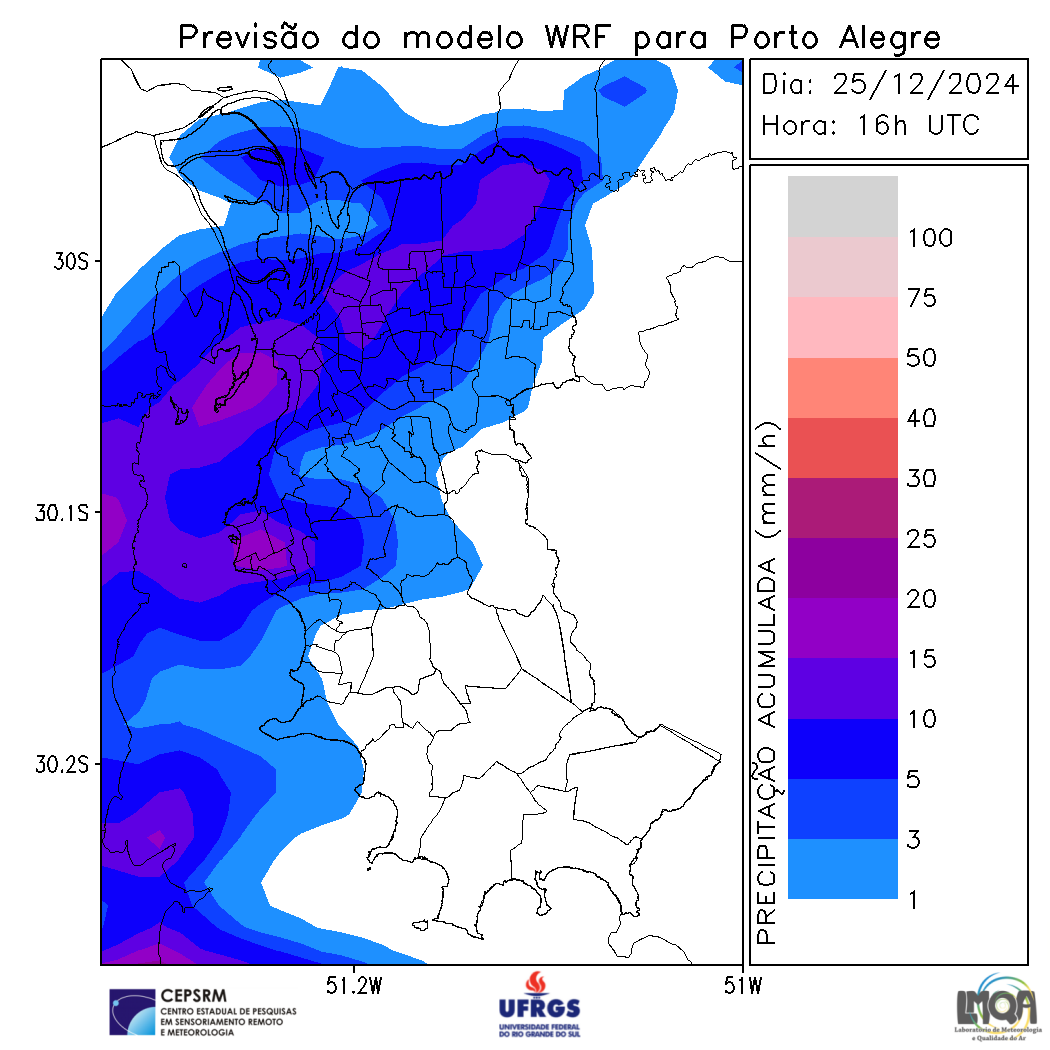 Previsão do modelo WRF para Porto Alegre
Dia: 25/12/2024
Hora: 16h UTC
30S
30.1S
30.2S
51.2W
51W
PRECIPITAÇÃO ACUMULADA (mm/h)
100
75
50
40
30
25
20
15
10
5
3
1
CEPSRM
CENTRO ESTADUAL DE PESQUISAS
EM SENSORIAMENTO REMOTO
E METEOROLOGIA
UFRGS
UNIVERSIDADE FEDERAL
DO RIO GRANDE DO SUL
LMQA
Laboratório de Meteorologia
e Qualidade do Ar